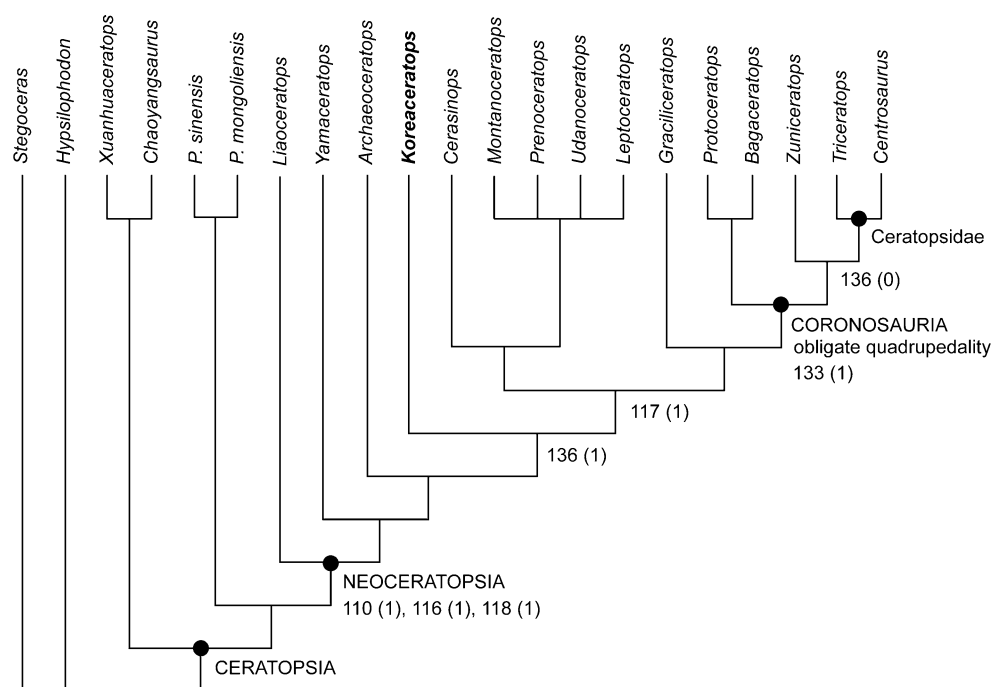 Stegoceras
Hypsilophodon
Xuanhuaceratops
Chaoyangsaurus
P. sinensis
P. mongoliensis
Liaoceratops
Yamaceratops
Archaeoceratops
Koreaceratops
Cerasinops
Montanoceratops
Prenoceratops
Udanoceratops
Leptoceratops
Graciliceratops
Protoceratops
Bagaceratops
Zuniceratops
Triceratops
Centrosaurus
Ceratopsidae
136 (0)
CORONOSAURIA
obligate quadrupedality
133 (1)
117 (1)
136 (1)
NEOCERATOPSIA
110 (1), 116 (1), 118 (1)
CERATOPSIA